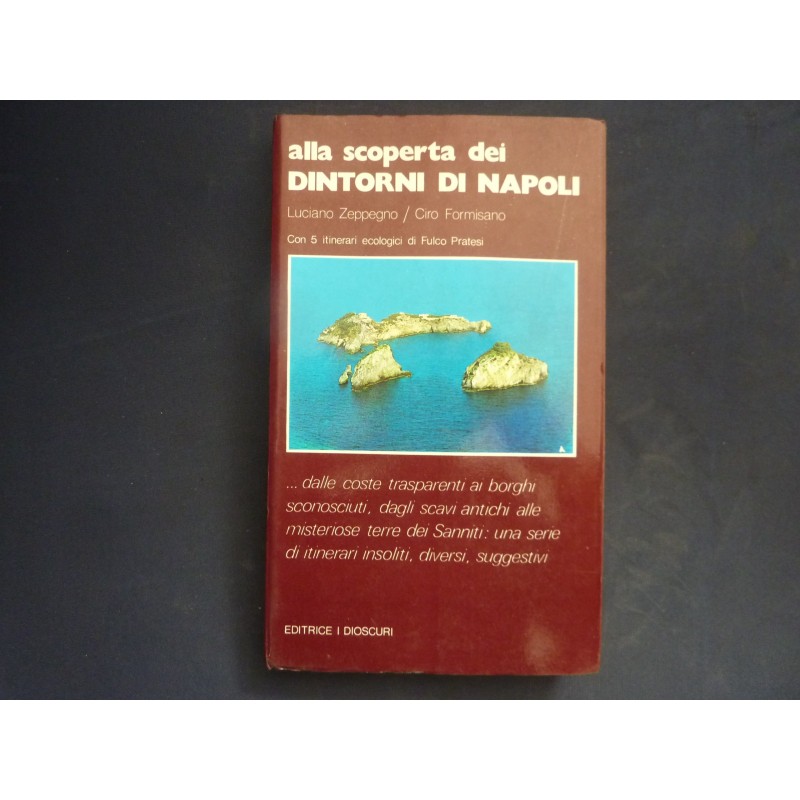 alla scoperta dei
DINTORNI DI NAPOLI
Luciano Zeppegno / Ciro Formisano
Con 5 itinerari ecologici di Fulco Pratesi
... dalle coste trasparenti ai borghi
sconosciuti, dagli scavi antichi alle
misteriose terre dei Sanniti: una serie
di itinerari insoliti, diversi, suggestivi
EDITRICE I DIOSCURI